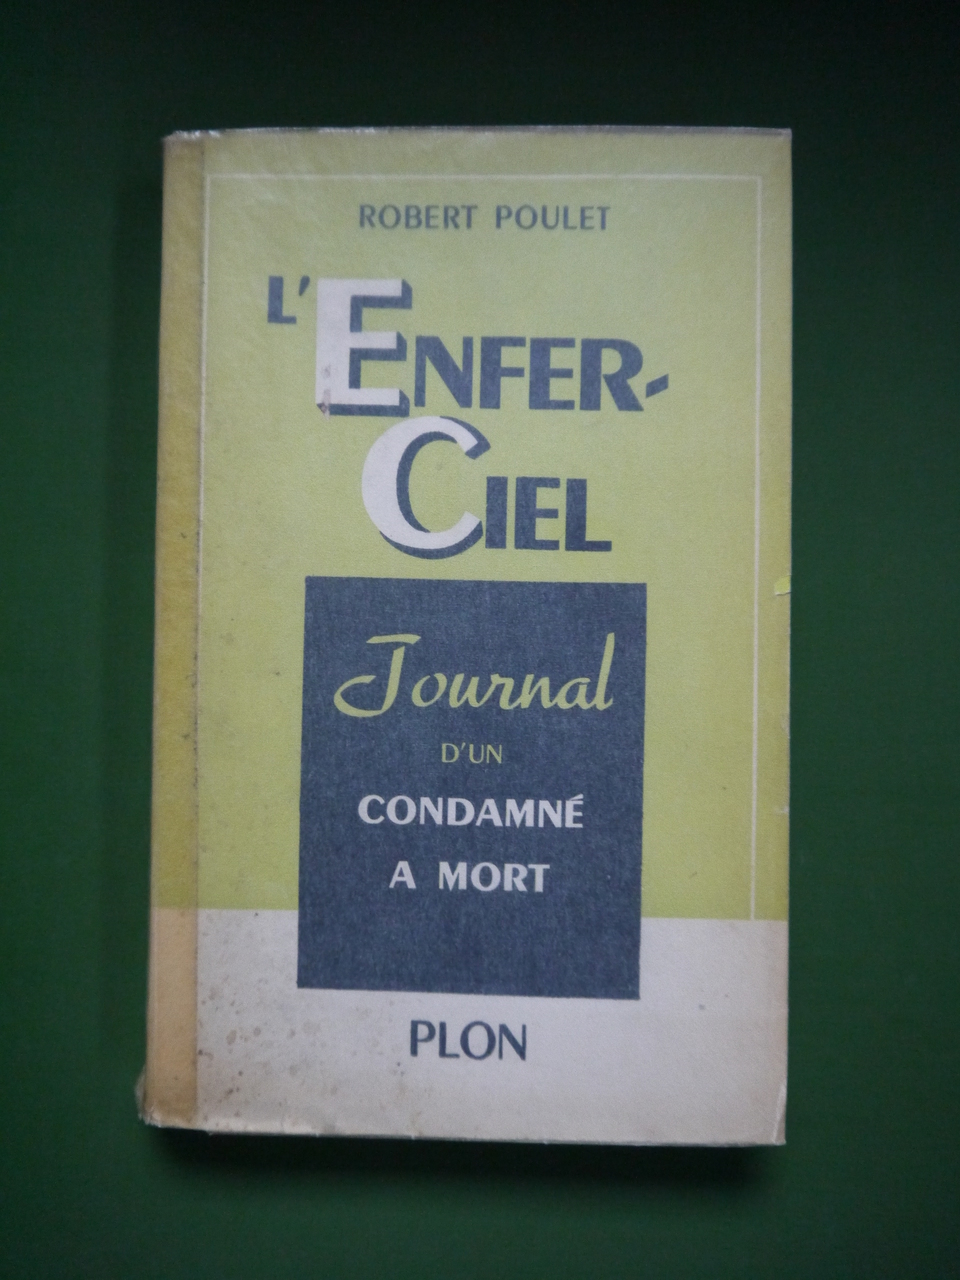 ROBERT POULET
L'ENFER-
CIEL
Journal
D'UN
CONDAMNÉ
A MORT
PLON